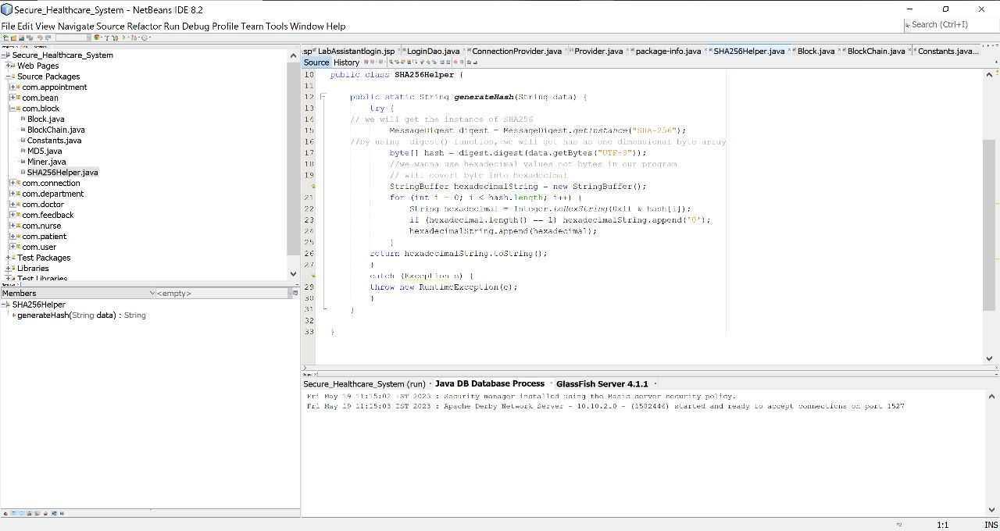 Secure_Healthcare_System - NetBeans IDE 8.2
File Edit View Navigate Source Refactor Run Debug Profile Team Tools Window Help
Search (Ctrl+I)
Secure_Healthcare_System
Web Pages
Source Packages
com.appointment
com.bean
com.block
Block.java
BlockChain.java
Constants.java
MD5.java
Miner.java
SHA256Helper.java
com.connection
com.department
com.doctor
com.feedback
com.nurse
com.patient
com.user
Test Packages
Libraries
Test Libraries
Members
<empty>
SHA256Helper
generateHash(String data) : String
.sp LabAssistantlogin.jsp LoginDao.java ConnectionProvider.java Provider.java package-info.java SHA256Helper.java Block.java BlockChain.java Constants.java...
Source History
10 public class SHA256Helper {
11
12 public static String generateHash(String data) {
13 try {
14 // we will get the instance of SHA256
15 MessageDigest digest = MessageDigest.getInstance("SHA-256");
16 //by using digest() function, we will get has as one dimensional byte array
17 byte[] hash = digest.digest(data.getBytes("UTF-8"));
18 //we wanna use hexadecimal values not bytes in our program
19 // will covert byte into hexadecimal
StringBuffer hexadecimalString = new StringBuffer();
21 for (int i = 0; i < hash.length; i++) {
22 String hexadecimal = Integer.toHexString(0xff & hash[i]);
23 if (hexadecimal.length() == 1) hexadecimalString.append('0');
24 hexadecimalString.append(hexadecimal);
25 }
26 return hexadecimalString.toString();
27 }
catch (Exception e) {
29 throw new RuntimeException(e);
30 }
31 }
32
33 }
Secure_Healthcare_System (run) Java DB Database Process GlassFish Server 4.1.1
Fri May 19 11:15:02 IST 2023 : Security manager installed using the Basic server security policy.
Fri May 19 11:15:03 IST 2023 : Apache Derby Network Server - 10.10.2.0 - (1582446) started and ready to accept connections on port 1527
1:1 INS